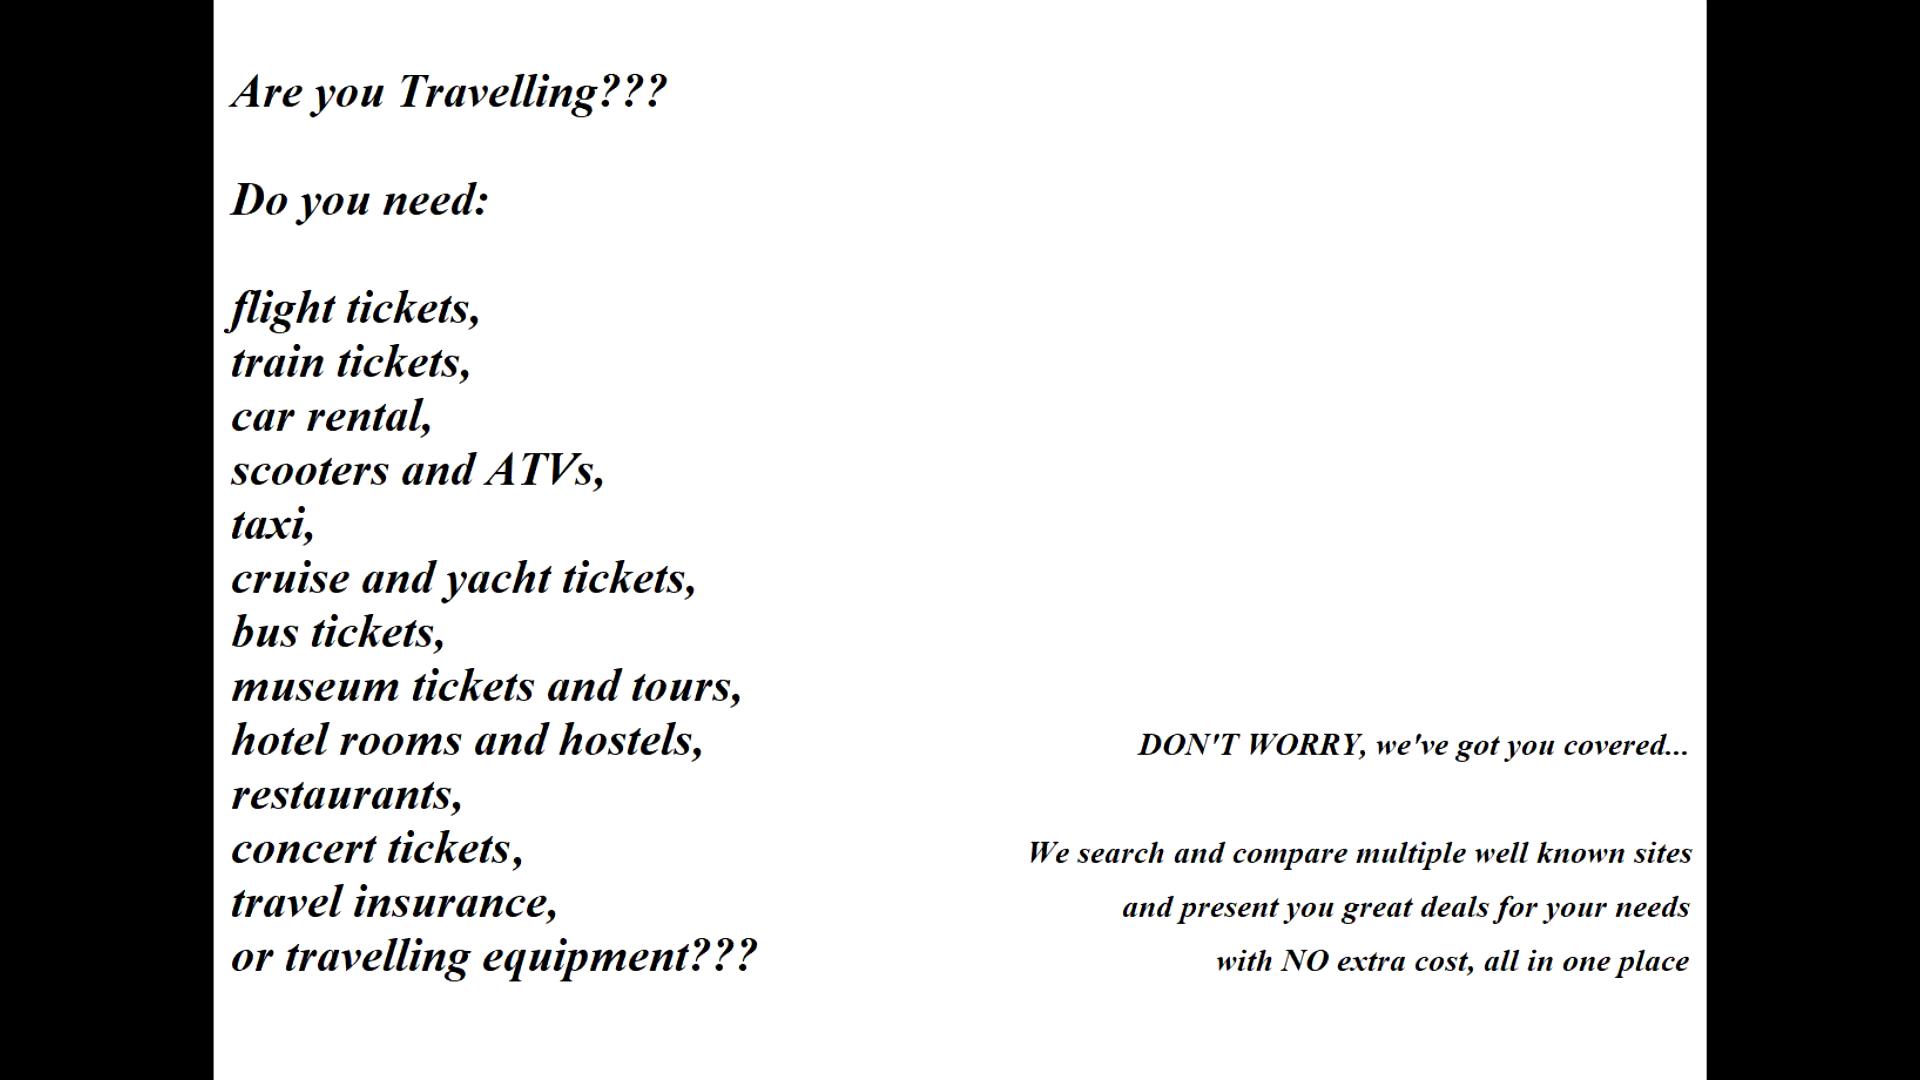 Are you Travelling???
Do you need:
flight tickets,
train tickets,
car rental,
scooters and ATVs,
taxi,
cruise and yacht tickets,
bus tickets,
museum tickets and tours,
hotel rooms and hostels,
restaurants,
concert tickets,
travel insurance,
or travelling equipment???
DON'T WORRY, we've got you covered...
We search and compare multiple well known sites
and present you great deals for your needs
with NO extra cost, all in one place